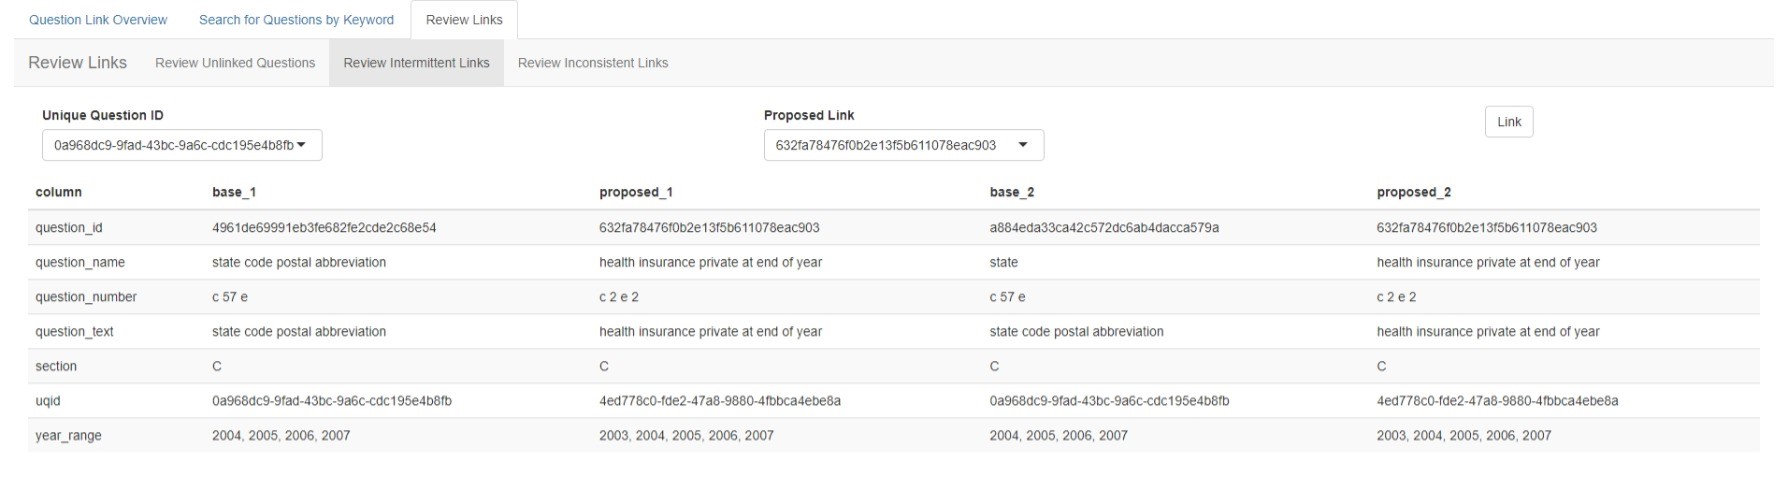 Question Link Overview Search for Questions by Keyword Review Links
Review Links Review Unlinked Questions Review Intermittent Links Review Inconsistent Links
Unique Question ID Proposed Link
0a968dc9-9fad-43bc-9a6c-cdc195e4b8fb 632fa78476f0b2e13f5b611078eac903 Link
column base_1 proposed_1 base_2 proposed_2
question_id 4961de69991eb3fe682fe2cde2c68e54 632fa78476f0b2e13f5b611078eac903 a884eda33ca42c572dc6ab4dacca579a 632fa78476f0b2e13f5b611078eac903
question_name state code postal abbreviation health insurance private at end of year state health insurance private at end of year
question_number c 57 e c 2 e 2 c 57 e c 2 e 2
question_text state code postal abbreviation health insurance private at end of year state code postal abbreviation health insurance private at end of year
section C C C C
uqid 0a968dc9-9fad-43bc-9a6c-cdc195e4b8fb 4ed778c0-fde2-47a8-9880-4fbbca4ebe8a 0a968dc9-9fad-43bc-9a6c-cdc195e4b8fb 4ed778c0-fde2-47a8-9880-4fbbca4ebe8a
year_range 2004, 2005, 2006, 2007 2003, 2004, 2005, 2006, 2007 2004, 2005, 2006, 2007 2003, 2004, 2005, 2006, 2007